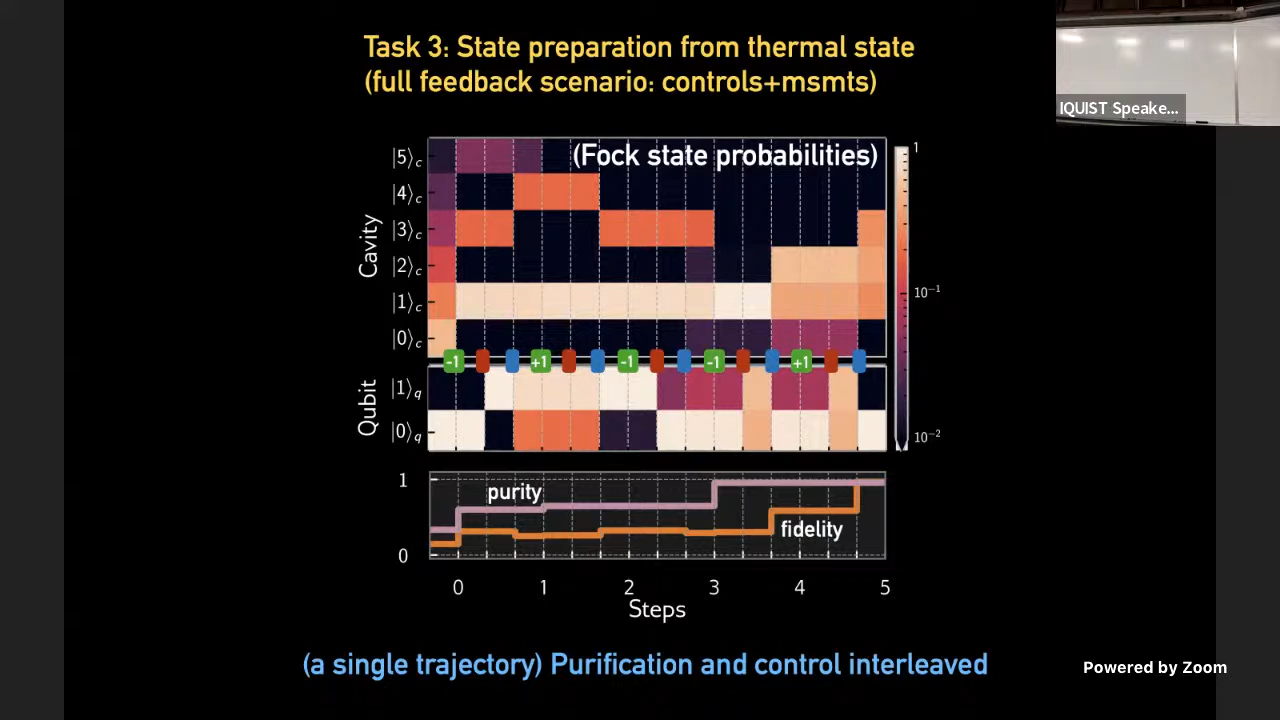 Task 3: State preparation from thermal state
(full feedback scenario: controls+msmts)
IQUIST Speake...
(Fock state probabilities)
Cavity
|5⟩c
|4⟩c
|3⟩c
|2⟩c
|1⟩c
|0⟩c
1
10⁻¹
10⁻²
-1 +1 -1 -1 +1
Qubit
|1⟩q
|0⟩q
1
0
purity
fidelity
0 1 2 3 4 5
Steps
(a single trajectory) Purification and control interleaved
Powered by Zoom